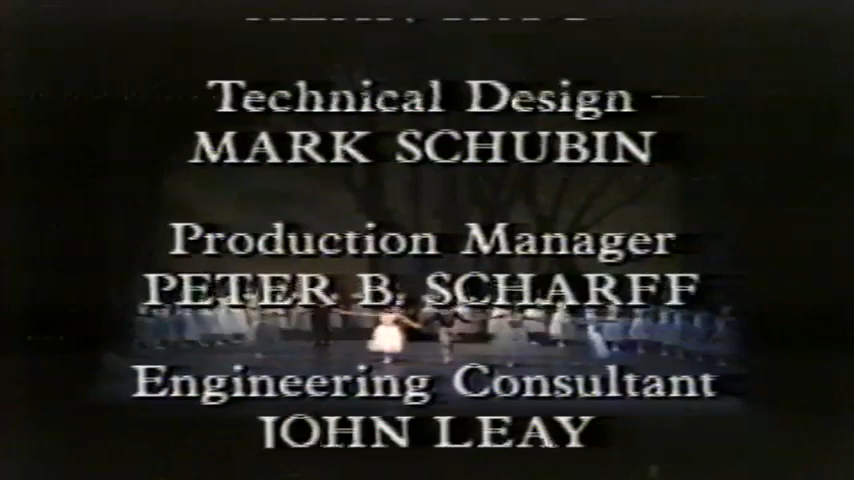 Technical Design
MARK SCHUBIN
Production Manager
PETER B. SCHARFF
Engineering Consultant
JOHN LEAY